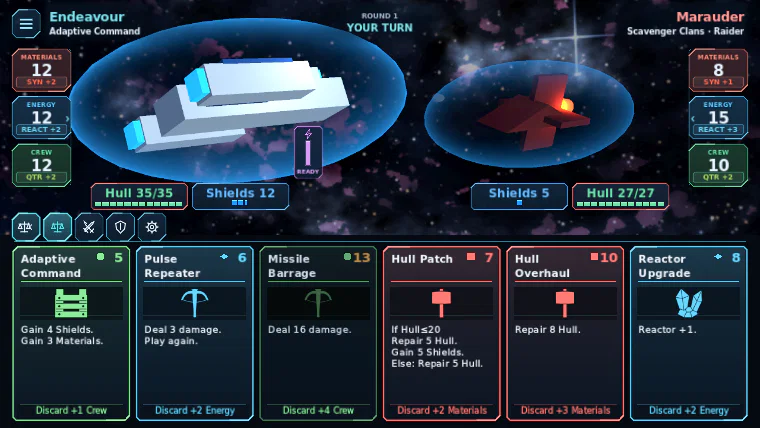 Endeavour
Adaptive Command
ROUND 1
YOUR TURN
Marauder
Scavenger Clans · Raider
MATERIALS
12
SYN +2
ENERGY
12
REACT +2
CREW
12
QTR +2
MATERIALS
8
SYN +1
ENERGY
15
REACT +3
CREW
10
QTR +2
READY
Hull 35/35
Shields 12
Shields 5
Hull 27/27
Adaptive Command
5
Gain 4 Shields.
Gain 3 Materials.
Discard +1 Crew
Pulse Repeater
6
Deal 3 damage.
Play again.
Discard +2 Energy
Missile Barrage
13
Deal 16 damage.
Discard +4 Crew
Hull Patch
7
If Hull≤20
Repair 5 Hull.
Gain 5 Shields.
Else: Repair 5 Hull.
Discard +2 Materials
Hull Overhaul
10
Repair 8 Hull.
Discard +3 Materials
Reactor Upgrade
8
Reactor +1.
Discard +2 Energy